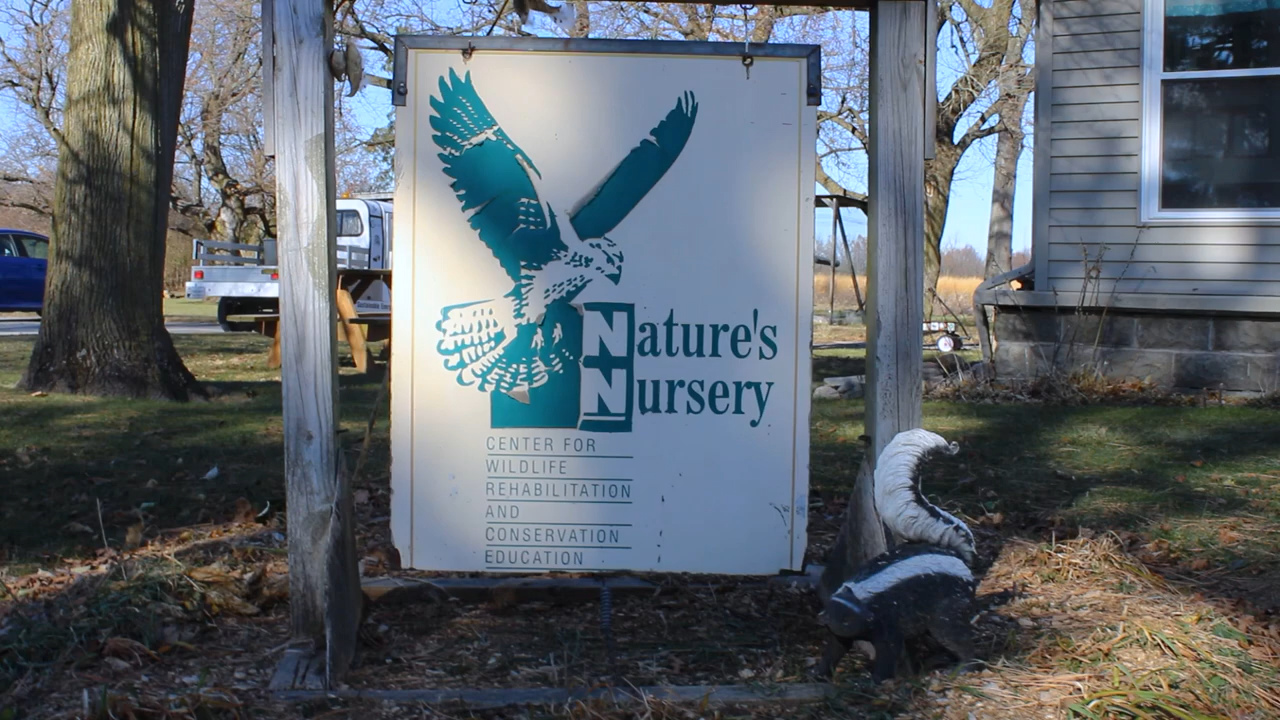 Nature's
Nursery
CENTER FOR
WILDLIFE
REHABILITATION
AND
CONSERVATION
EDUCATION